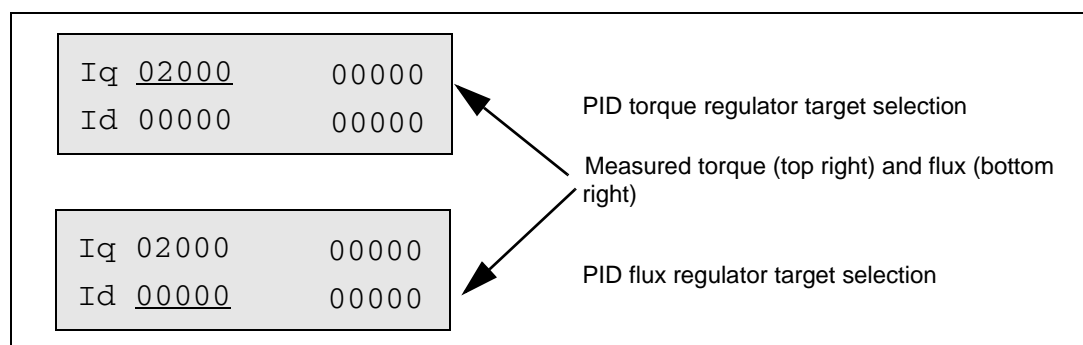 Iq 02000 00000
Id 00000 00000
PID torque regulator target selection
Measured torque (top right) and flux (bottom
right)
Iq 02000 00000
Id 00000 00000
PID flux regulator target selection